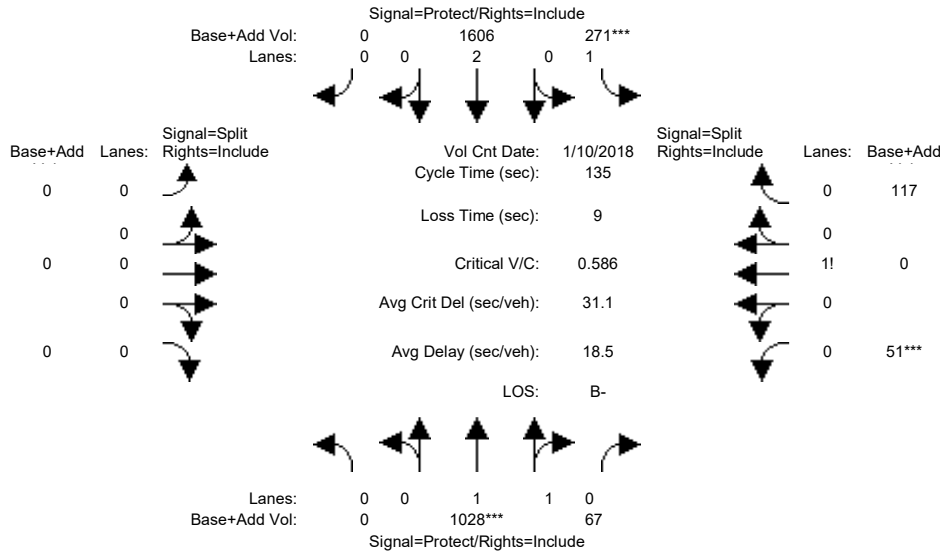 Signal=Protect/Rights=Include
Base+Add Vol: 0 1606 271***
Lanes: 0 0 2 0 1
Signal=Split
Base+Add Lanes: Rights=Include
Vol Cnt Date: 1/10/2018
Signal=Split
Rights=Include Lanes: Base+Add
Cycle Time (sec): 135
0 0
0 117
Loss Time (sec): 9
0
0
Critical V/C: 0.586
0 0
1! 0
Avg Crit Del (sec/veh): 31.1
0
0
Avg Delay (sec/veh): 18.5
0 0
0 51***
LOS: B-
Lanes: 0 0 1 1 0
Base+Add Vol: 0 1028*** 67
Signal=Protect/Rights=Include